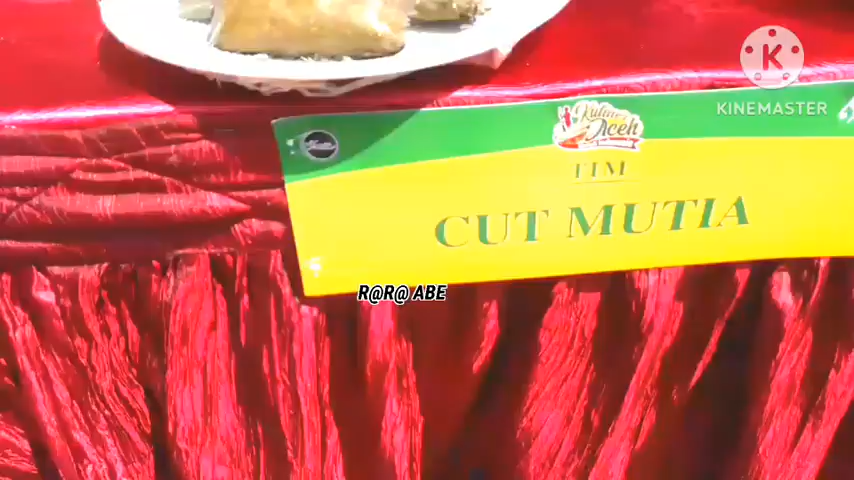 K
KINEMASTER
Kuliner
Aceh
TIM
CUT MUTIA
R@R@ ABE